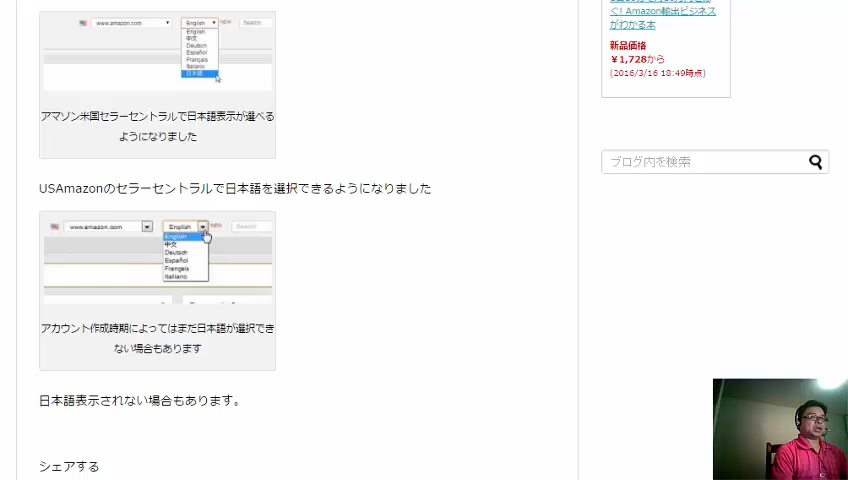 www.amazon.com
English
NEW
Search
English
中文
Deutsch
Español
Français
Italiano
日本語
アマゾン米国セラーセントラルで日本語表示が選べる
ようになりました
USAmazonのセラーセントラルで日本語を選択できるようになりました
www.amazon.com
English
NEW
Search
English
中文
Deutsch
Español
Français
Italiano
アカウント作成時期によってはまだ日本語が選択でき
ない場合もあります
日本語表示されない場合もあります。
シェアする
ぐ! Amazon輸出ビジネス
がわかる本
新品価格
￥1,728から
(2016/3/16 18:49時点)
ブログ内を検索